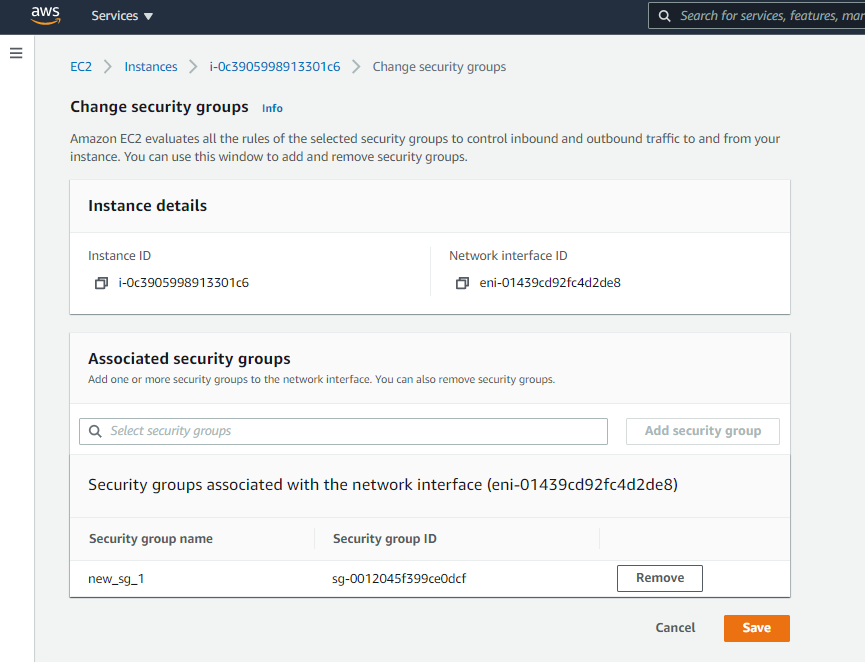 aws Services ▼ Search for services, features, mar
EC2 > Instances > i-0c3905998913301c6 > Change security groups
Change security groups Info
Amazon EC2 evaluates all the rules of the selected security groups to control inbound and outbound traffic to and from your
instance. You can use this window to add and remove security groups.
Instance details
Instance ID Network interface ID
i-0c3905998913301c6 eni-01439cd92fc4d2de8
Associated security groups
Add one or more security groups to the network interface. You can also remove security groups.
Select security groups Add security group
Security groups associated with the network interface (eni-01439cd92fc4d2de8)
Security group name Security group ID
new_sg_1 sg-0012045f399ce0dcf Remove
Cancel Save